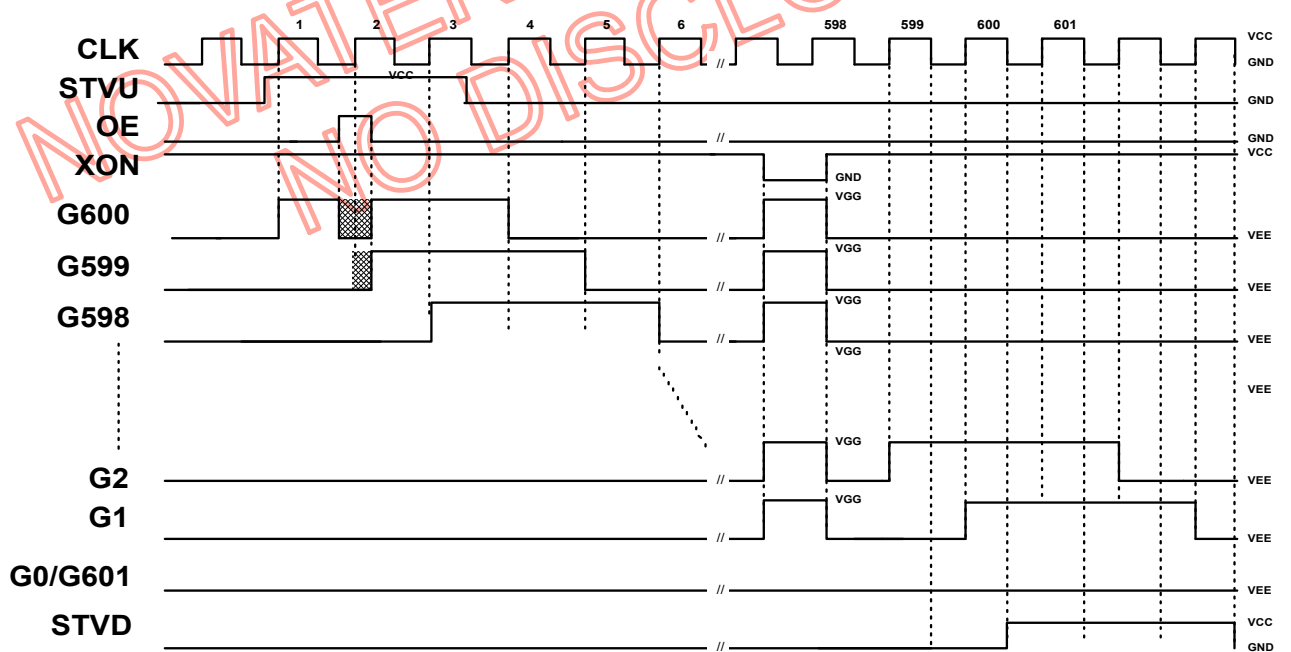 NOVATEK
NO DISCLO
1 2 3 4 5 6 598 599 600 601
CLK // VCC GND
STVU VCC GND
OE // GND
XON GND VCC
G600 // VGG VEE
G599 // VGG VEE
G598 // VGG VEE
VGG
VEE
G2 // VGG VEE
G1 // VGG VEE
G0/G601 // VEE
STVD // VCC GND